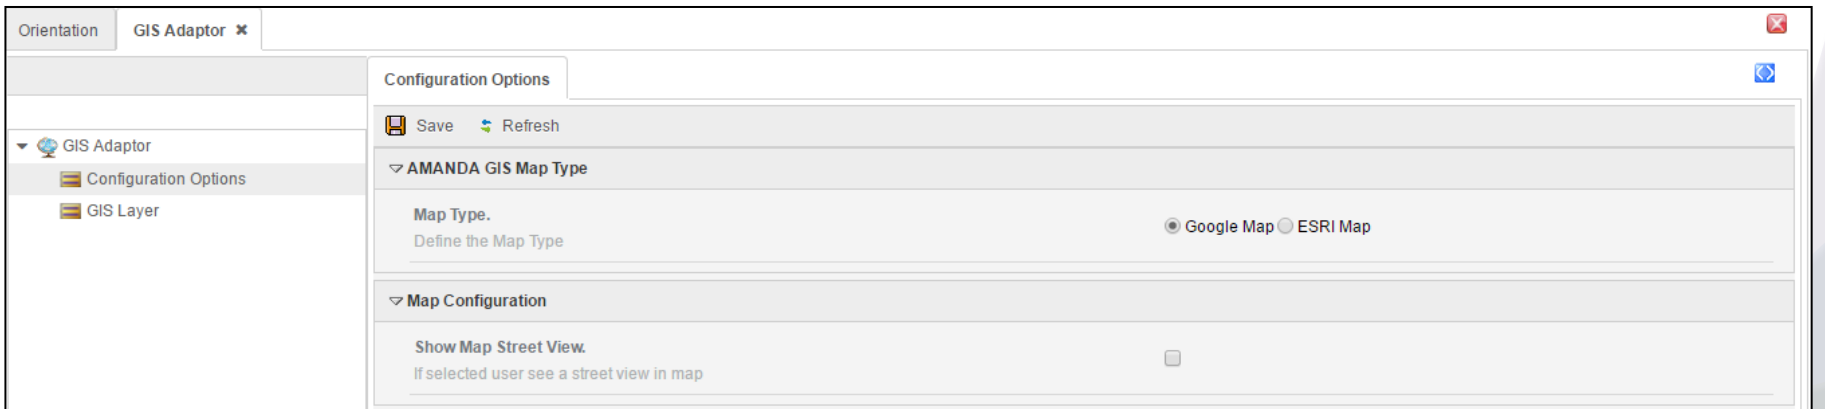 Orientation
GIS Adaptor
Configuration Options
Save Refresh
GIS Adaptor
Configuration Options
GIS Layer
AMANDA GIS Map Type
Map Type.
Define the Map Type
Google Map ESRI Map
Map Configuration
Show Map Street View.
If selected user see a street view in map